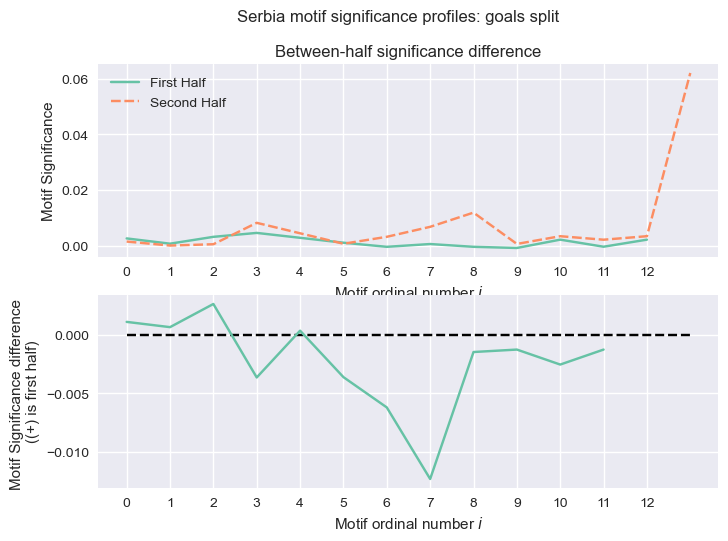 Serbia motif significance profiles: goals split
Between-half significance difference
First Half
Second Half
Motif Significance
0.06
0.04
0.02
0.00
0 1 2 3 4 5 6 7 8 9 10 11 12
Motif ordinal number i
Motif Significance difference
((+) is first half)
0.000
−0.005
−0.010
0 1 2 3 4 5 6 7 8 9 10 11 12
Motif ordinal number i